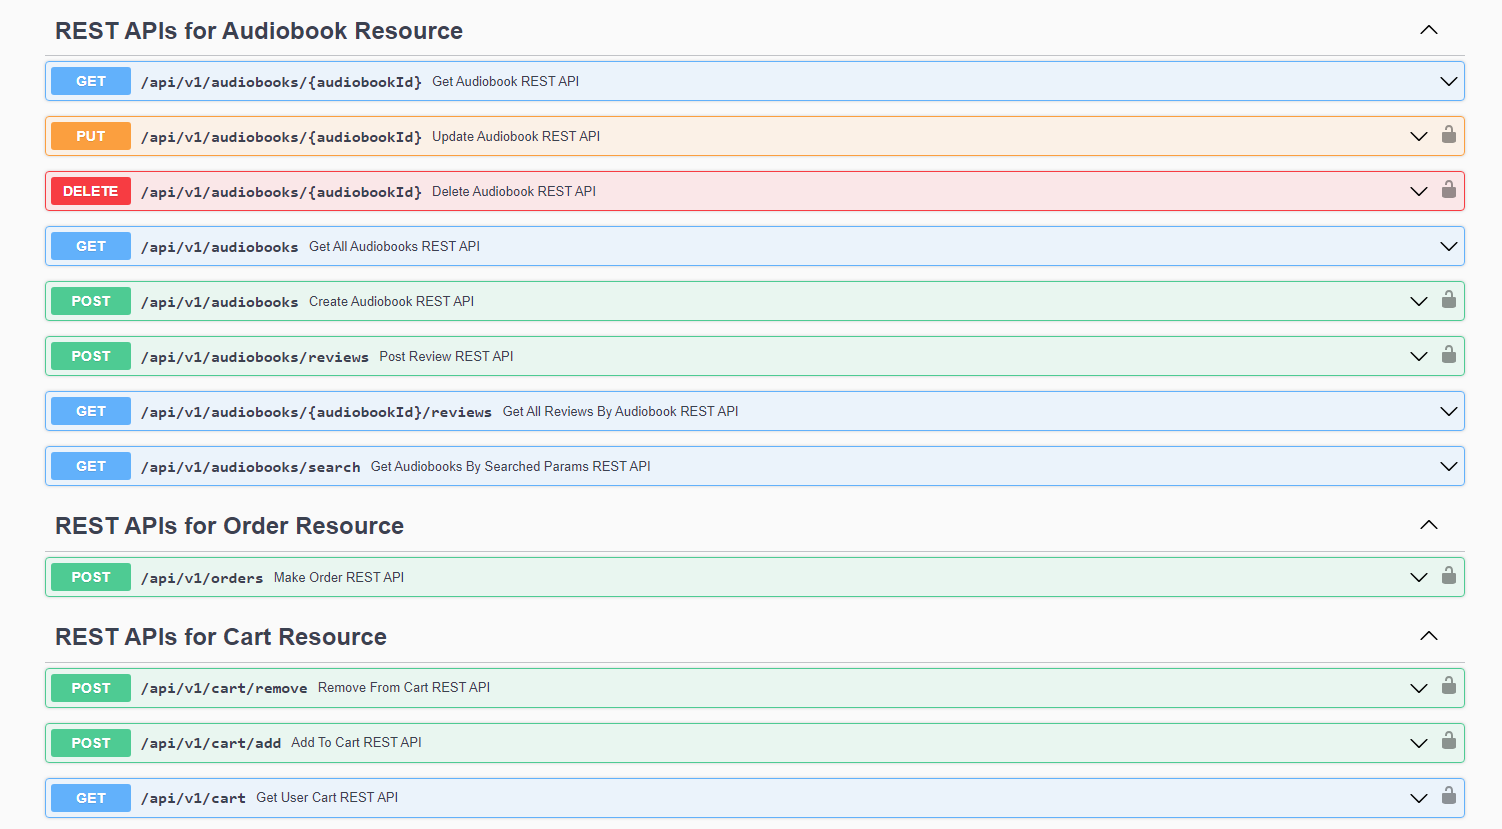 REST APIs for Audiobook Resource
GET /api/v1/audiobooks/{audiobookId} Get Audiobook REST API
PUT /api/v1/audiobooks/{audiobookId} Update Audiobook REST API
DELETE /api/v1/audiobooks/{audiobookId} Delete Audiobook REST API
GET /api/v1/audiobooks Get All Audiobooks REST API
POST /api/v1/audiobooks Create Audiobook REST API
POST /api/v1/audiobooks/reviews Post Review REST API
GET /api/v1/audiobooks/{audiobookId}/reviews Get All Reviews By Audiobook REST API
GET /api/v1/audiobooks/search Get Audiobooks By Searched Params REST API
REST APIs for Order Resource
POST /api/v1/orders Make Order REST API
REST APIs for Cart Resource
POST /api/v1/cart/remove Remove From Cart REST API
POST /api/v1/cart/add Add To Cart REST API
GET /api/v1/cart Get User Cart REST API